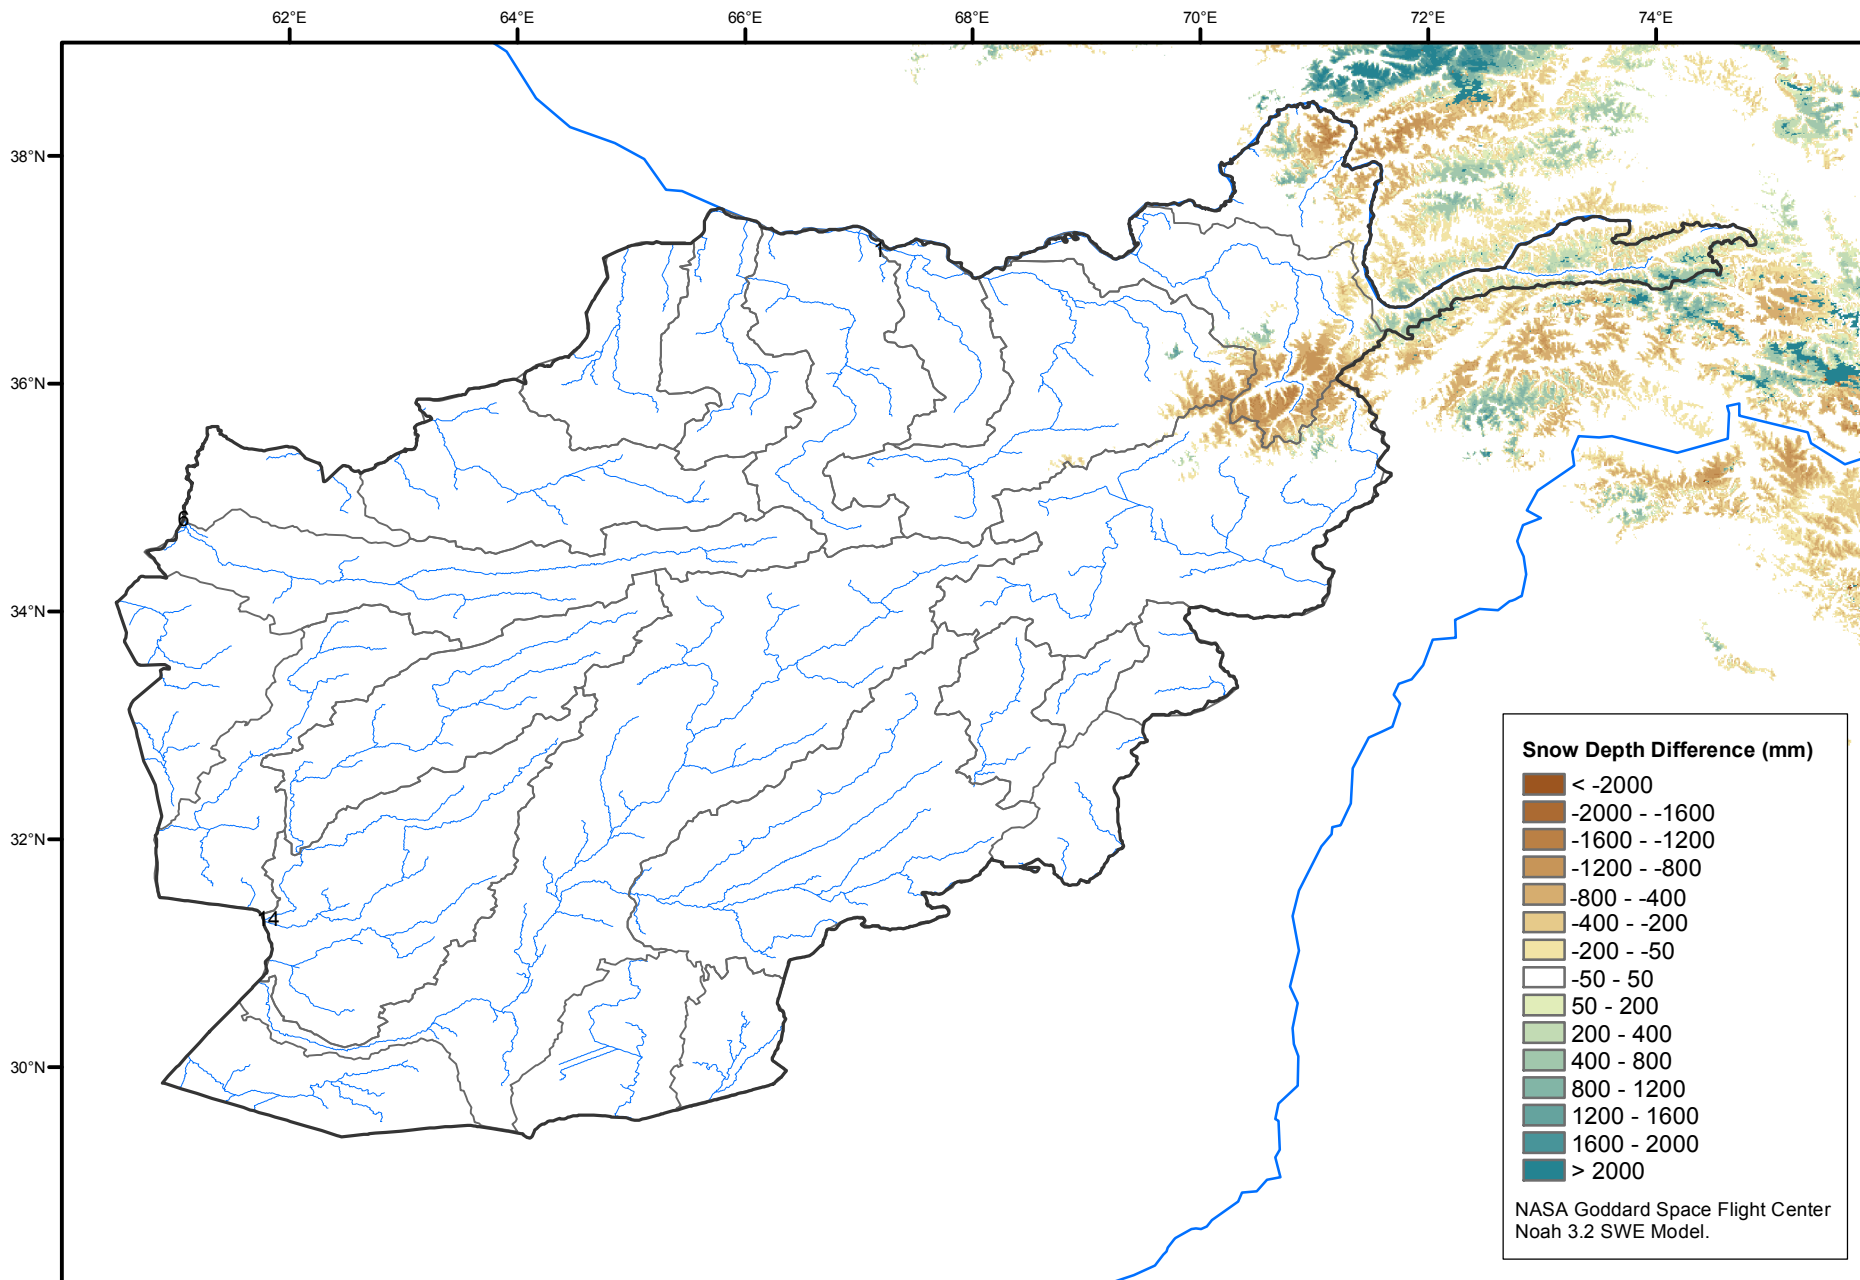 62°E 64°E 66°E 68°E 70°E 72°E 74°E
38°N
1
36°N
6
34°N
32°N
14
30°N
Snow Depth Difference (mm)
< -2000
-2000 - -1600
-1600 - -1200
-1200 - -800
-800 - -400
-400 - -200
-200 - -50
-50 - 50
50 - 200
200 - 400
400 - 800
800 - 1200
1200 - 1600
1600 - 2000
> 2000
NASA Goddard Space Flight Center
Noah 3.2 SWE Model.